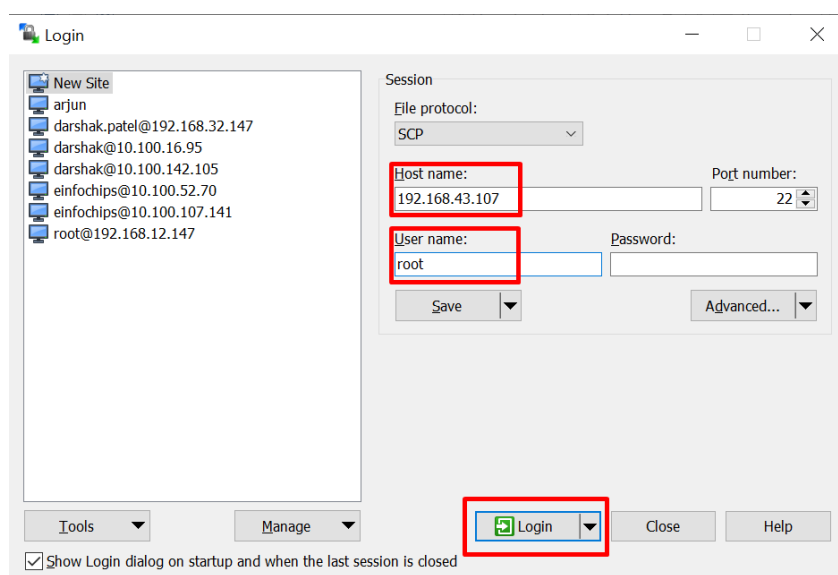 Login
New Site
arjun
darshak.patel@192.168.32.147
darshak@10.100.16.95
darshak@10.100.142.105
einfochips@10.100.52.70
einfochips@10.100.107.141
root@192.168.12.147
Session
File protocol:
SCP
Host name:
Port number:
192.168.43.107
22
User name:
Password:
root
Save
Advanced...
Tools
Manage
Login
Close
Help
Show Login dialog on startup and when the last session is closed